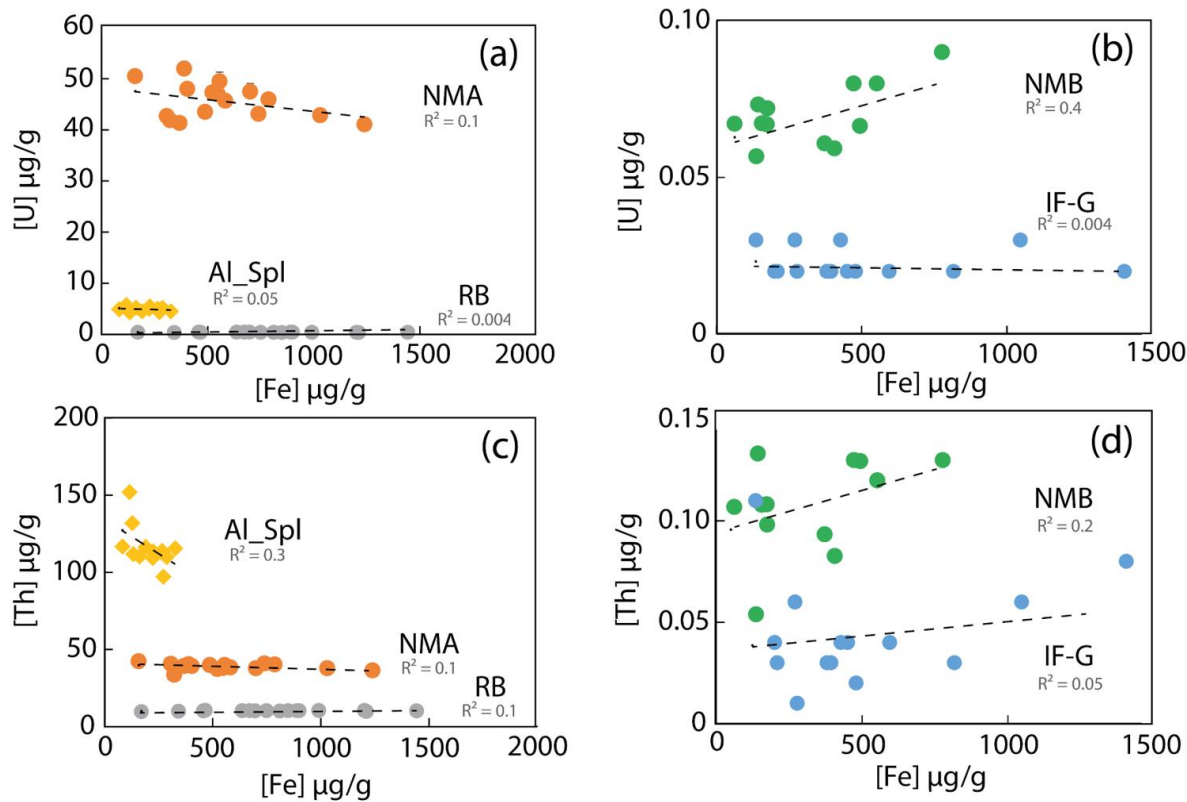 60
50
40
30
20
10
0
[U] µg/g
(a)
NMA
R² = 0.1
Al_Spl
R² = 0.05
RB
R² = 0.004
0 500 1000 1500 2000
[Fe] µg/g
0.10
0.05
0
[U] µg/g
(b)
NMB
R² = 0.4
IF-G
R² = 0.004
0 500 1000 1500
[Fe] µg/g
200
150
100
50
0
[Th] µg/g
(c)
Al_Spl
R² = 0.3
NMA
R² = 0.1
RB
R² = 0.1
0 500 1000 1500 2000
[Fe] µg/g
0.15
0.10
0.05
0
[Th] µg/g
(d)
NMB
R² = 0.2
IF-G
R² = 0.05
0 500 1000 1500
[Fe] µg/g